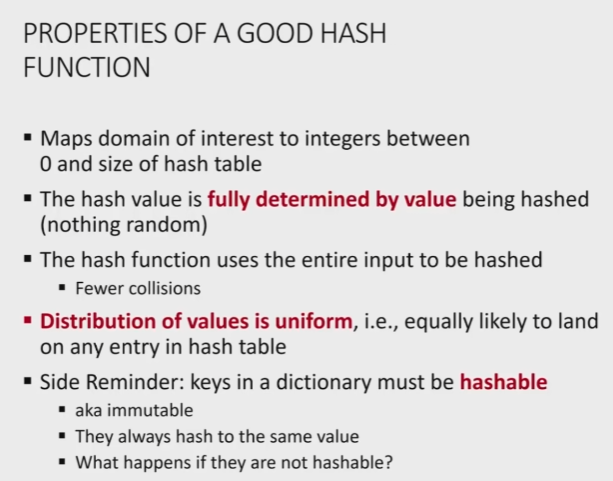 PROPERTIES OF A GOOD HASH
FUNCTION
▪ Maps domain of interest to integers between
0 and size of hash table
▪ The hash value is fully determined by value being hashed
(nothing random)
▪ The hash function uses the entire input to be hashed
▪ Fewer collisions
▪ Distribution of values is uniform, i.e., equally likely to land
on any entry in hash table
▪ Side Reminder: keys in a dictionary must be hashable
▪ aka immutable
▪ They always hash to the same value
▪ What happens if they are not hashable?